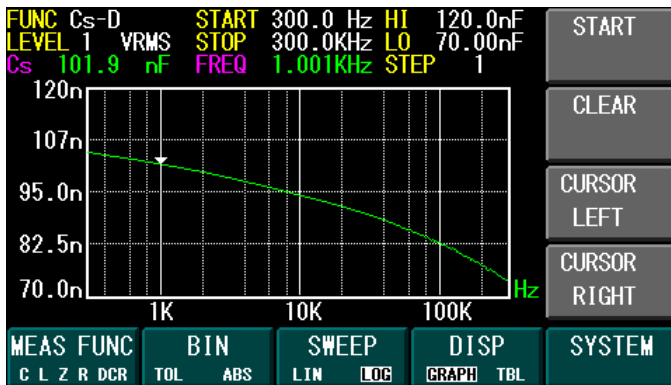 FUNC Cs-D START 300.0 Hz HI 120.0nF
LEVEL 1 VRMS STOP 300.0KHz LO 70.00nF
Cs 101.9 nF FREQ 1.001KHz STEP 1
START
CLEAR
CURSOR
LEFT
CURSOR
RIGHT
120n
107n
95.0n
82.5n
70.0n
Hz
1K 10K 100K
MEAS FUNC BIN SWEEP DISP SYSTEM
C L Z R DCR TOL ABS LIN LOG GRAPH TBL